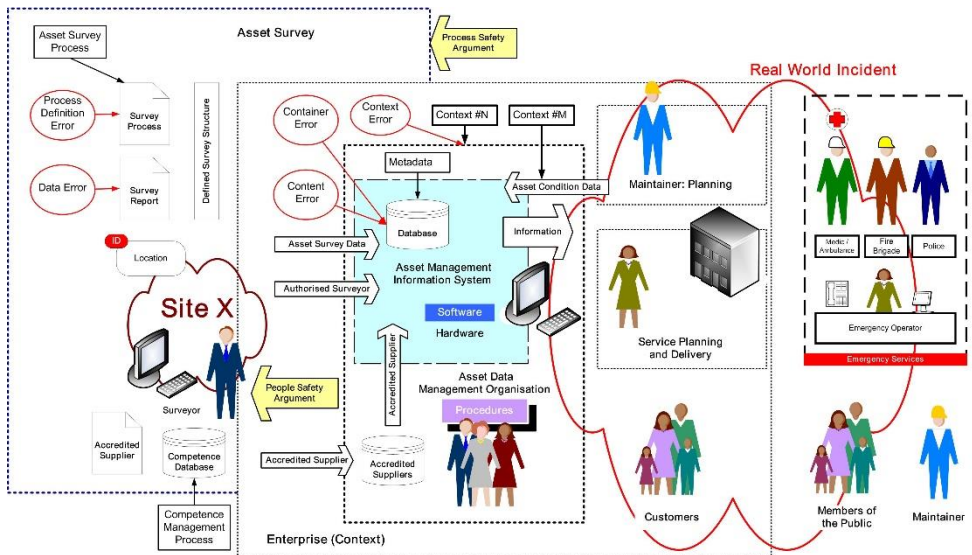 Asset Survey
Asset Survey
Process
Process Safety
Argument
Real World Incident
Process
Definition
Error
Survey
Process
Defined Survey Structure
Data Error
Survey
Report
Container
Error
Context
Error
Context #N
Context #M
Content
Error
Metadata
Database
Asset Condition Data
Information
Maintainer: Planning
Asset Survey Data
Authorised Surveyor
Asset Management
Information System
Software
Hardware
Accredited Supplier
ID
Location
Site X
Surveyor
People Safety
Argument
Service Planning
and Delivery
Medic /
Ambulance
Fire
Brigade
Police
Emergency Operator
Emergency Services
Asset Data
Management Organisation
Procedures
Accredited
Supplier
Competence
Database
Accredited Supplier
Accredited
Suppliers
Competence
Management
Process
Customers
Members of
the Public
Maintainer
Enterprise (Context)